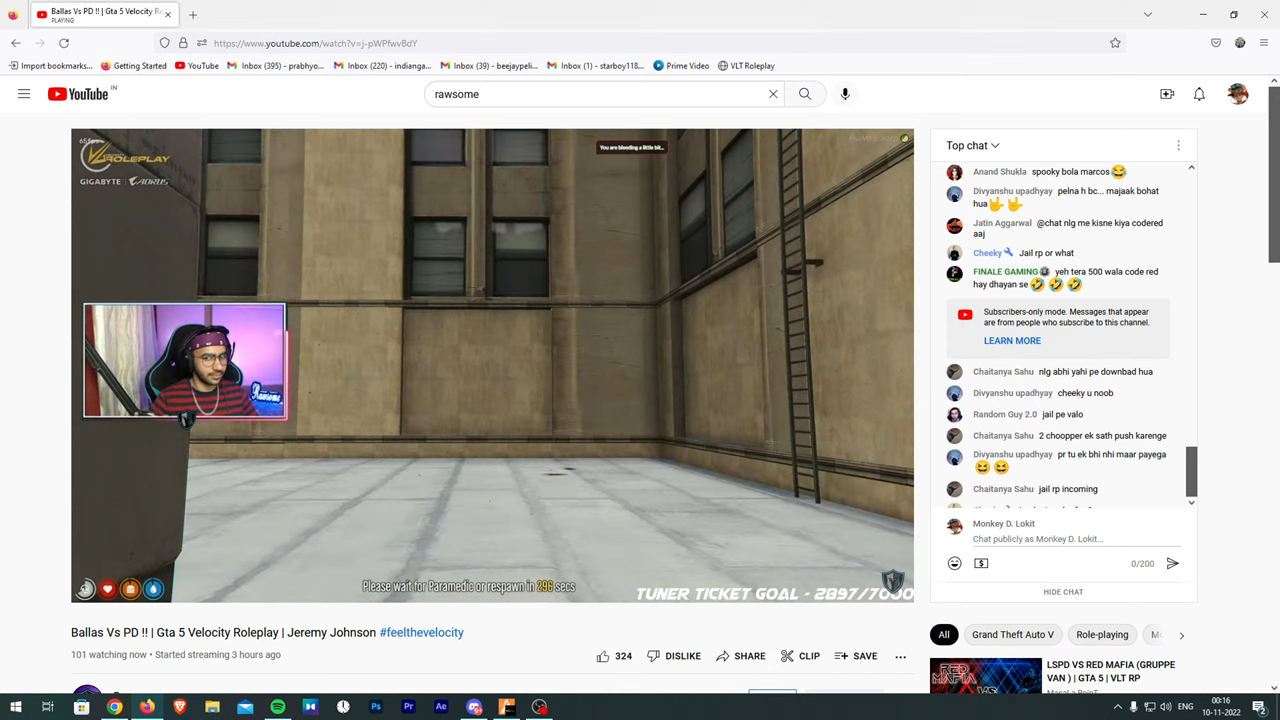 Ballas Vs PD !! | Gta 5 Velocity Ro
PLAYING
https://www.youtube.com/watch?v=j-pWPfwvBdY
Import bookmarks...
Getting Started
YouTube
Inbox (395) - prabhyo...
Inbox (220) - indianga...
Inbox (39) - beejaypeli...
Inbox (1) - starboy118...
Prime Video
VLT Roleplay
YouTube IN
rawsome
65fps
ROLEPLAY
GIGABYTE | AORUS
You are bleeding a little bit...
Please wait for Paramedic or respawn in 296 secs
TUNER TICKET GOAL - 2897/7000
Top chat
Anand Shukla spooky bola marcos😂
Divyanshu upadhyay pelna h bc... majaak bohat
hua🤟 🤟
Jatin Aggarwal @chat nlg me kisne kiya codered
aaj
Cheeky Jail rp or what
FINALE GAMING yeh tera 500 wala code red
hay dhayan se 🤣 🤣 🤣
Subscribers-only mode. Messages that appear
are from people who subscribe to this channel.
LEARN MORE
Chaitanya Sahu nlg abhi yahi pe downbad hua
Divyanshu upadhyay cheeky u noob
Random Guy 2.0 jail pe valo
Chaitanya Sahu 2 choopper ek sath push karenge
Divyanshu upadhyay pr tu ek bhi nhi maar payega
😆 😆
Chaitanya Sahu jail rp incoming
Monkey D. Lokit
Chat publicly as Monkey D. Lokit...
0/200
HIDE CHAT
Ballas Vs PD !! | Gta 5 Velocity Roleplay | Jeremy Johnson #feelthevelocity
101 watching now • Started streaming 3 hours ago
324
DISLIKE
SHARE
CLIP
SAVE
All
Grand Theft Auto V
Role-playing
LSPD VS RED MAFIA (GRUPPE
VAN ) | GTA 5 | VLT RP
RED
MAFIA
VS
00:16
10-11-2022
2